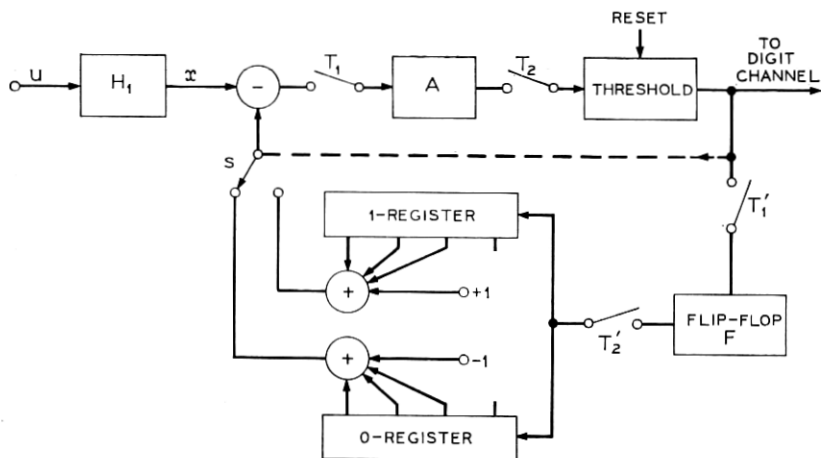 RESET
TO
DIGIT
CHANNEL
u
H₁
x
−
T₁
A
T₂
THRESHOLD
S
T₁′
1-REGISTER
+
+1
T₂′
FLIP-FLOP
F
+
−1
0-REGISTER